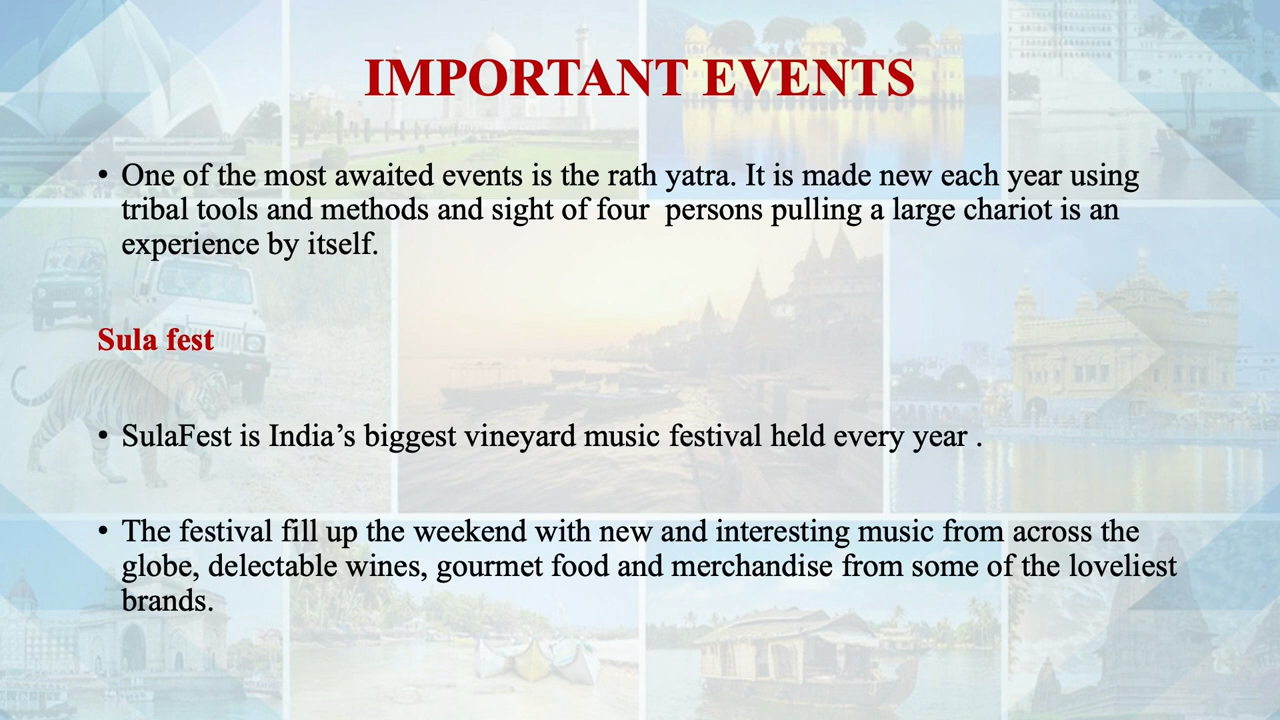 IMPORTANT EVENTS
• One of the most awaited events is the rath yatra. It is made new each year using
tribal tools and methods and sight of four  persons pulling a large chariot is an
experience by itself.
Sula fest
• SulaFest is India’s biggest vineyard music festival held every year .
• The festival fill up the weekend with new and interesting music from across the
globe, delectable wines, gourmet food and merchandise from some of the loveliest
brands.